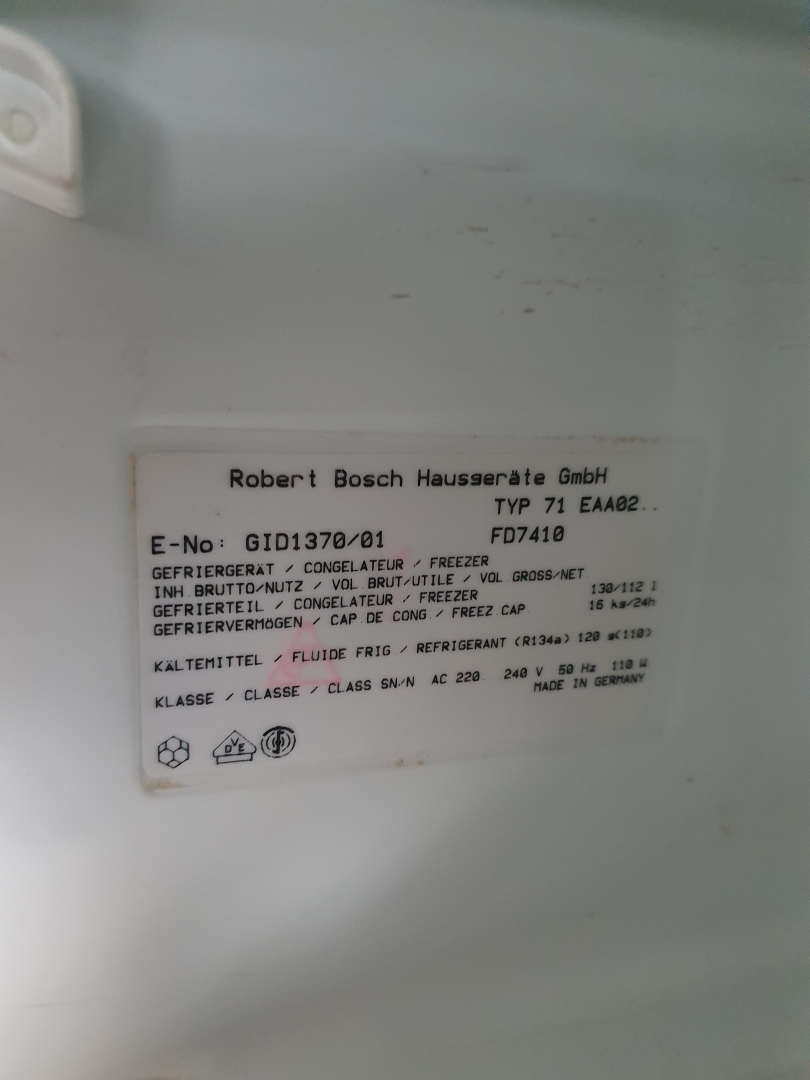 Robert Bosch Hausgeräte GmbH
TYP 71 EAA02..
E-No: GID1370/01 FD7410
GEFRIERGERÄT / CONGELATEUR / FREEZER
INH.BRUTTO/NUTZ / VOL BRUT/UTILE / VOL GROSS/NET 130/112 l
GEFRIERTEIL / CONGELATEUR / FREEZER
GEFRIERVERMÖGEN / CAP.DE CONG / FREEZ.CAP 16 kg/24h
KÄLTEMITTEL / FLUIDE FRIG / REFRIGERANT (R134a) 120 g(110)
KLASSE / CLASSE / CLASS SN/N AC 220...240 V 50 Hz 110 W
MADE IN GERMANY
DVE